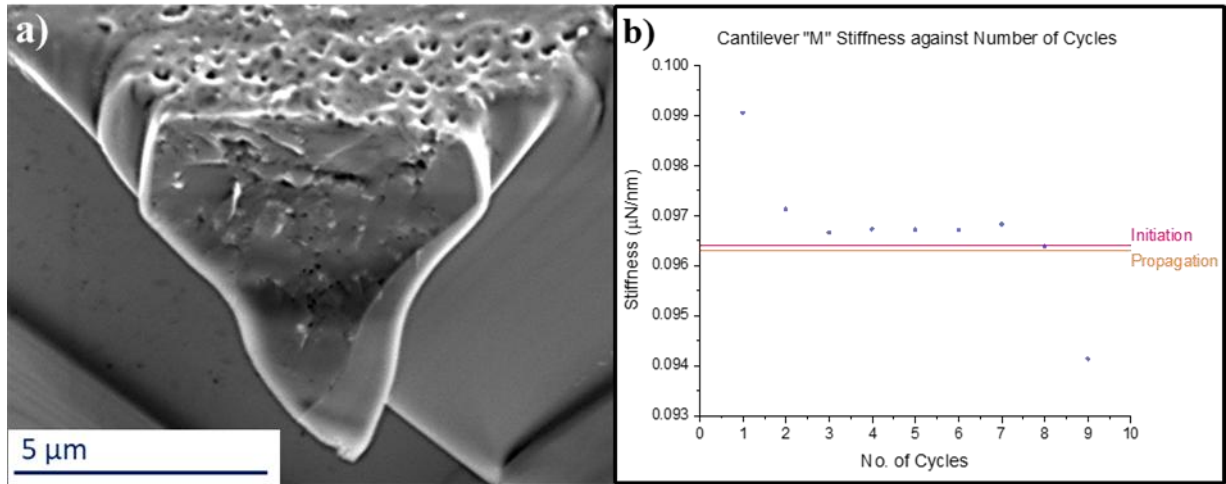 a)
5 µm
b)
Cantilever "M" Stiffness against Number of Cycles
Stiffness (µN/nm)
0.100
0.099
0.098
0.097
0.096
0.095
0.094
0.093
Initiation
Propagation
0 1 2 3 4 5 6 7 8 9 10
No. of Cycles